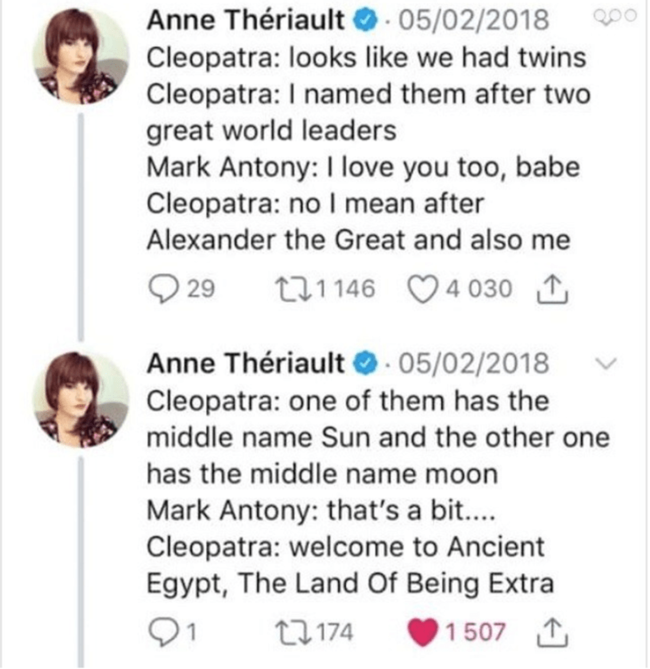 Anne Thériault · 05/02/2018
Cleopatra: looks like we had twins
Cleopatra: I named them after two
great world leaders
Mark Antony: I love you too, babe
Cleopatra: no I mean after
Alexander the Great and also me
29 1 146 4 030
Anne Thériault · 05/02/2018
Cleopatra: one of them has the
middle name Sun and the other one
has the middle name moon
Mark Antony: that's a bit....
Cleopatra: welcome to Ancient
Egypt, The Land Of Being Extra
1 174 1 507